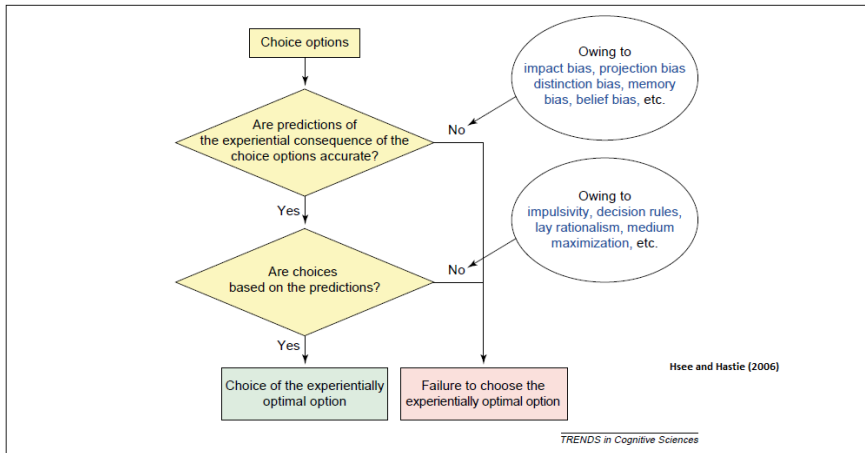 Choice options
Owing to
impact bias, projection bias
distinction bias, memory
bias, belief bias, etc.
Are predictions of
the experiential consequence of the
choice options accurate?
No
Yes
Owing to
impulsivity, decision rules,
lay rationalism, medium
maximization, etc.
Are choices
based on the predictions?
No
Yes
Choice of the experientially
optimal option
Failure to choose the
experientially optimal option
Hsee and Hastie (2006)
TRENDS in Cognitive Sciences